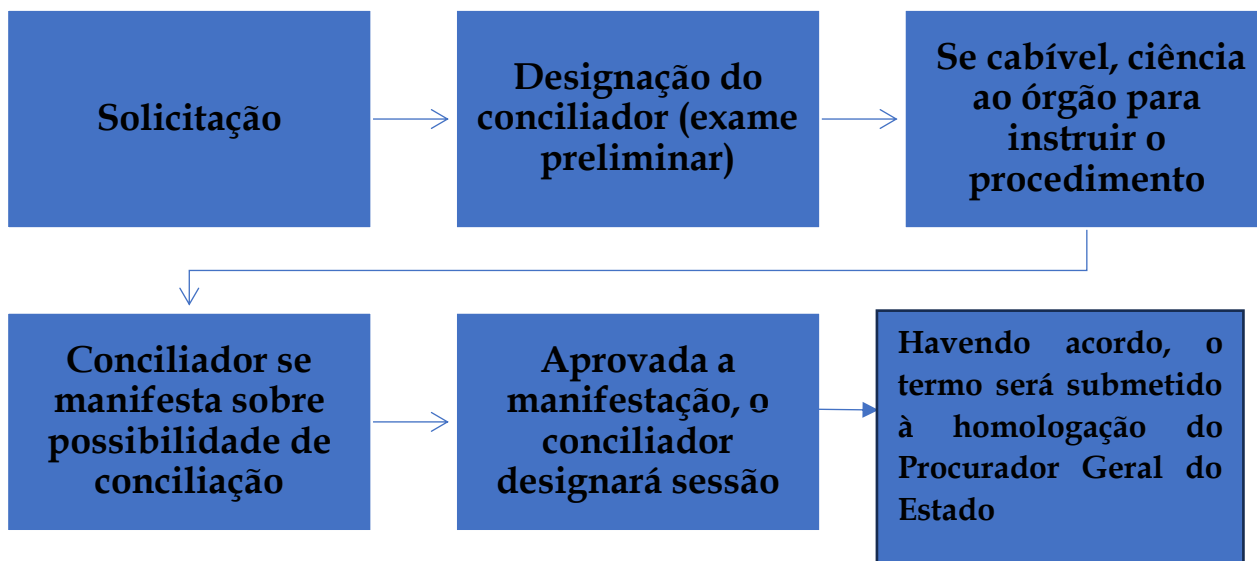 Solicitação
Designação do
conciliador (exame
preliminar)
Se cabível, ciência
ao órgão para
instruir o
procedimento
Conciliador se
manifesta sobre
possibilidade de
conciliação
Aprovada a
manifestação, o
conciliador
designará sessão
Havendo acordo, o
termo será submetido
à homologação do
Procurador Geral do
Estado